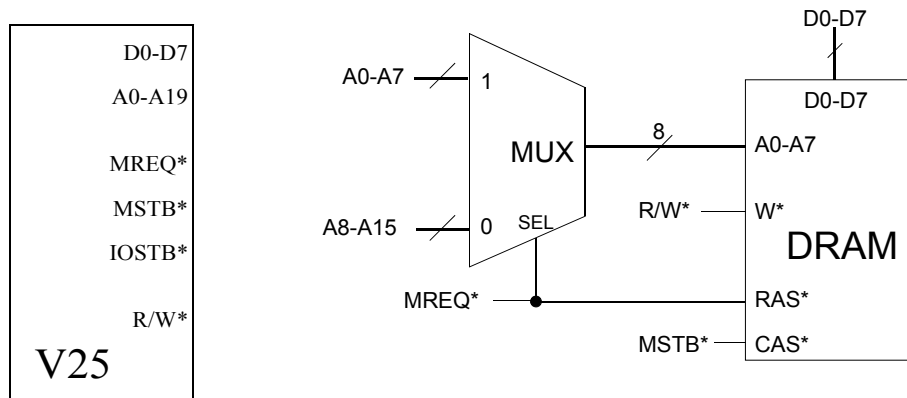 D0-D7
A0-A19
MREQ*
MSTB*
IOSTB*
R/W*
V25
A0-A7
1
MUX
A8-A15
0
SEL
MREQ*
8
D0-D7
D0-D7
A0-A7
R/W*
W*
DRAM
RAS*
MSTB*
CAS*